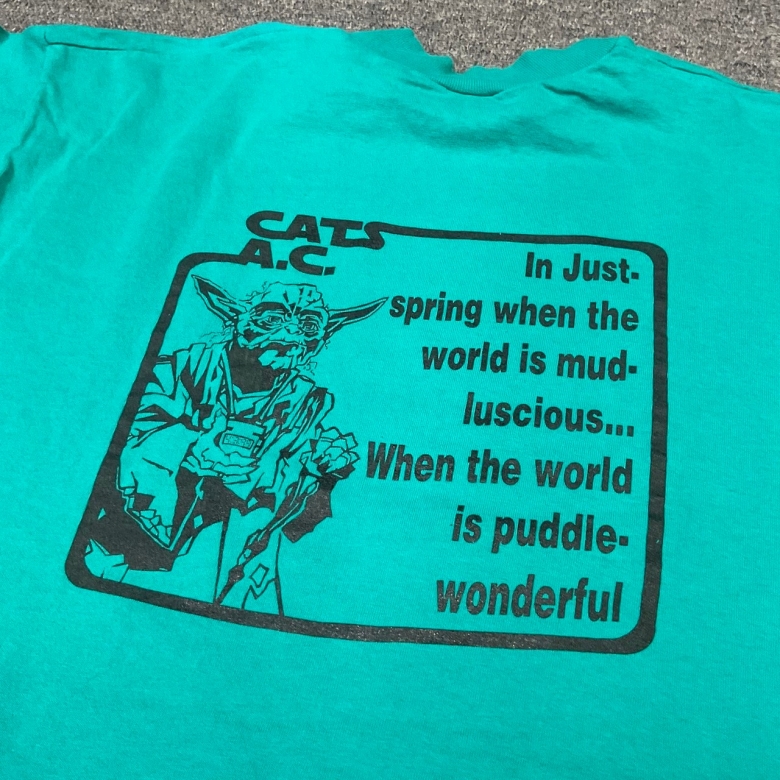 CATS
A.C.
In Just-
spring when the
world is mud-
luscious...
When the world
is puddle-
wonderful